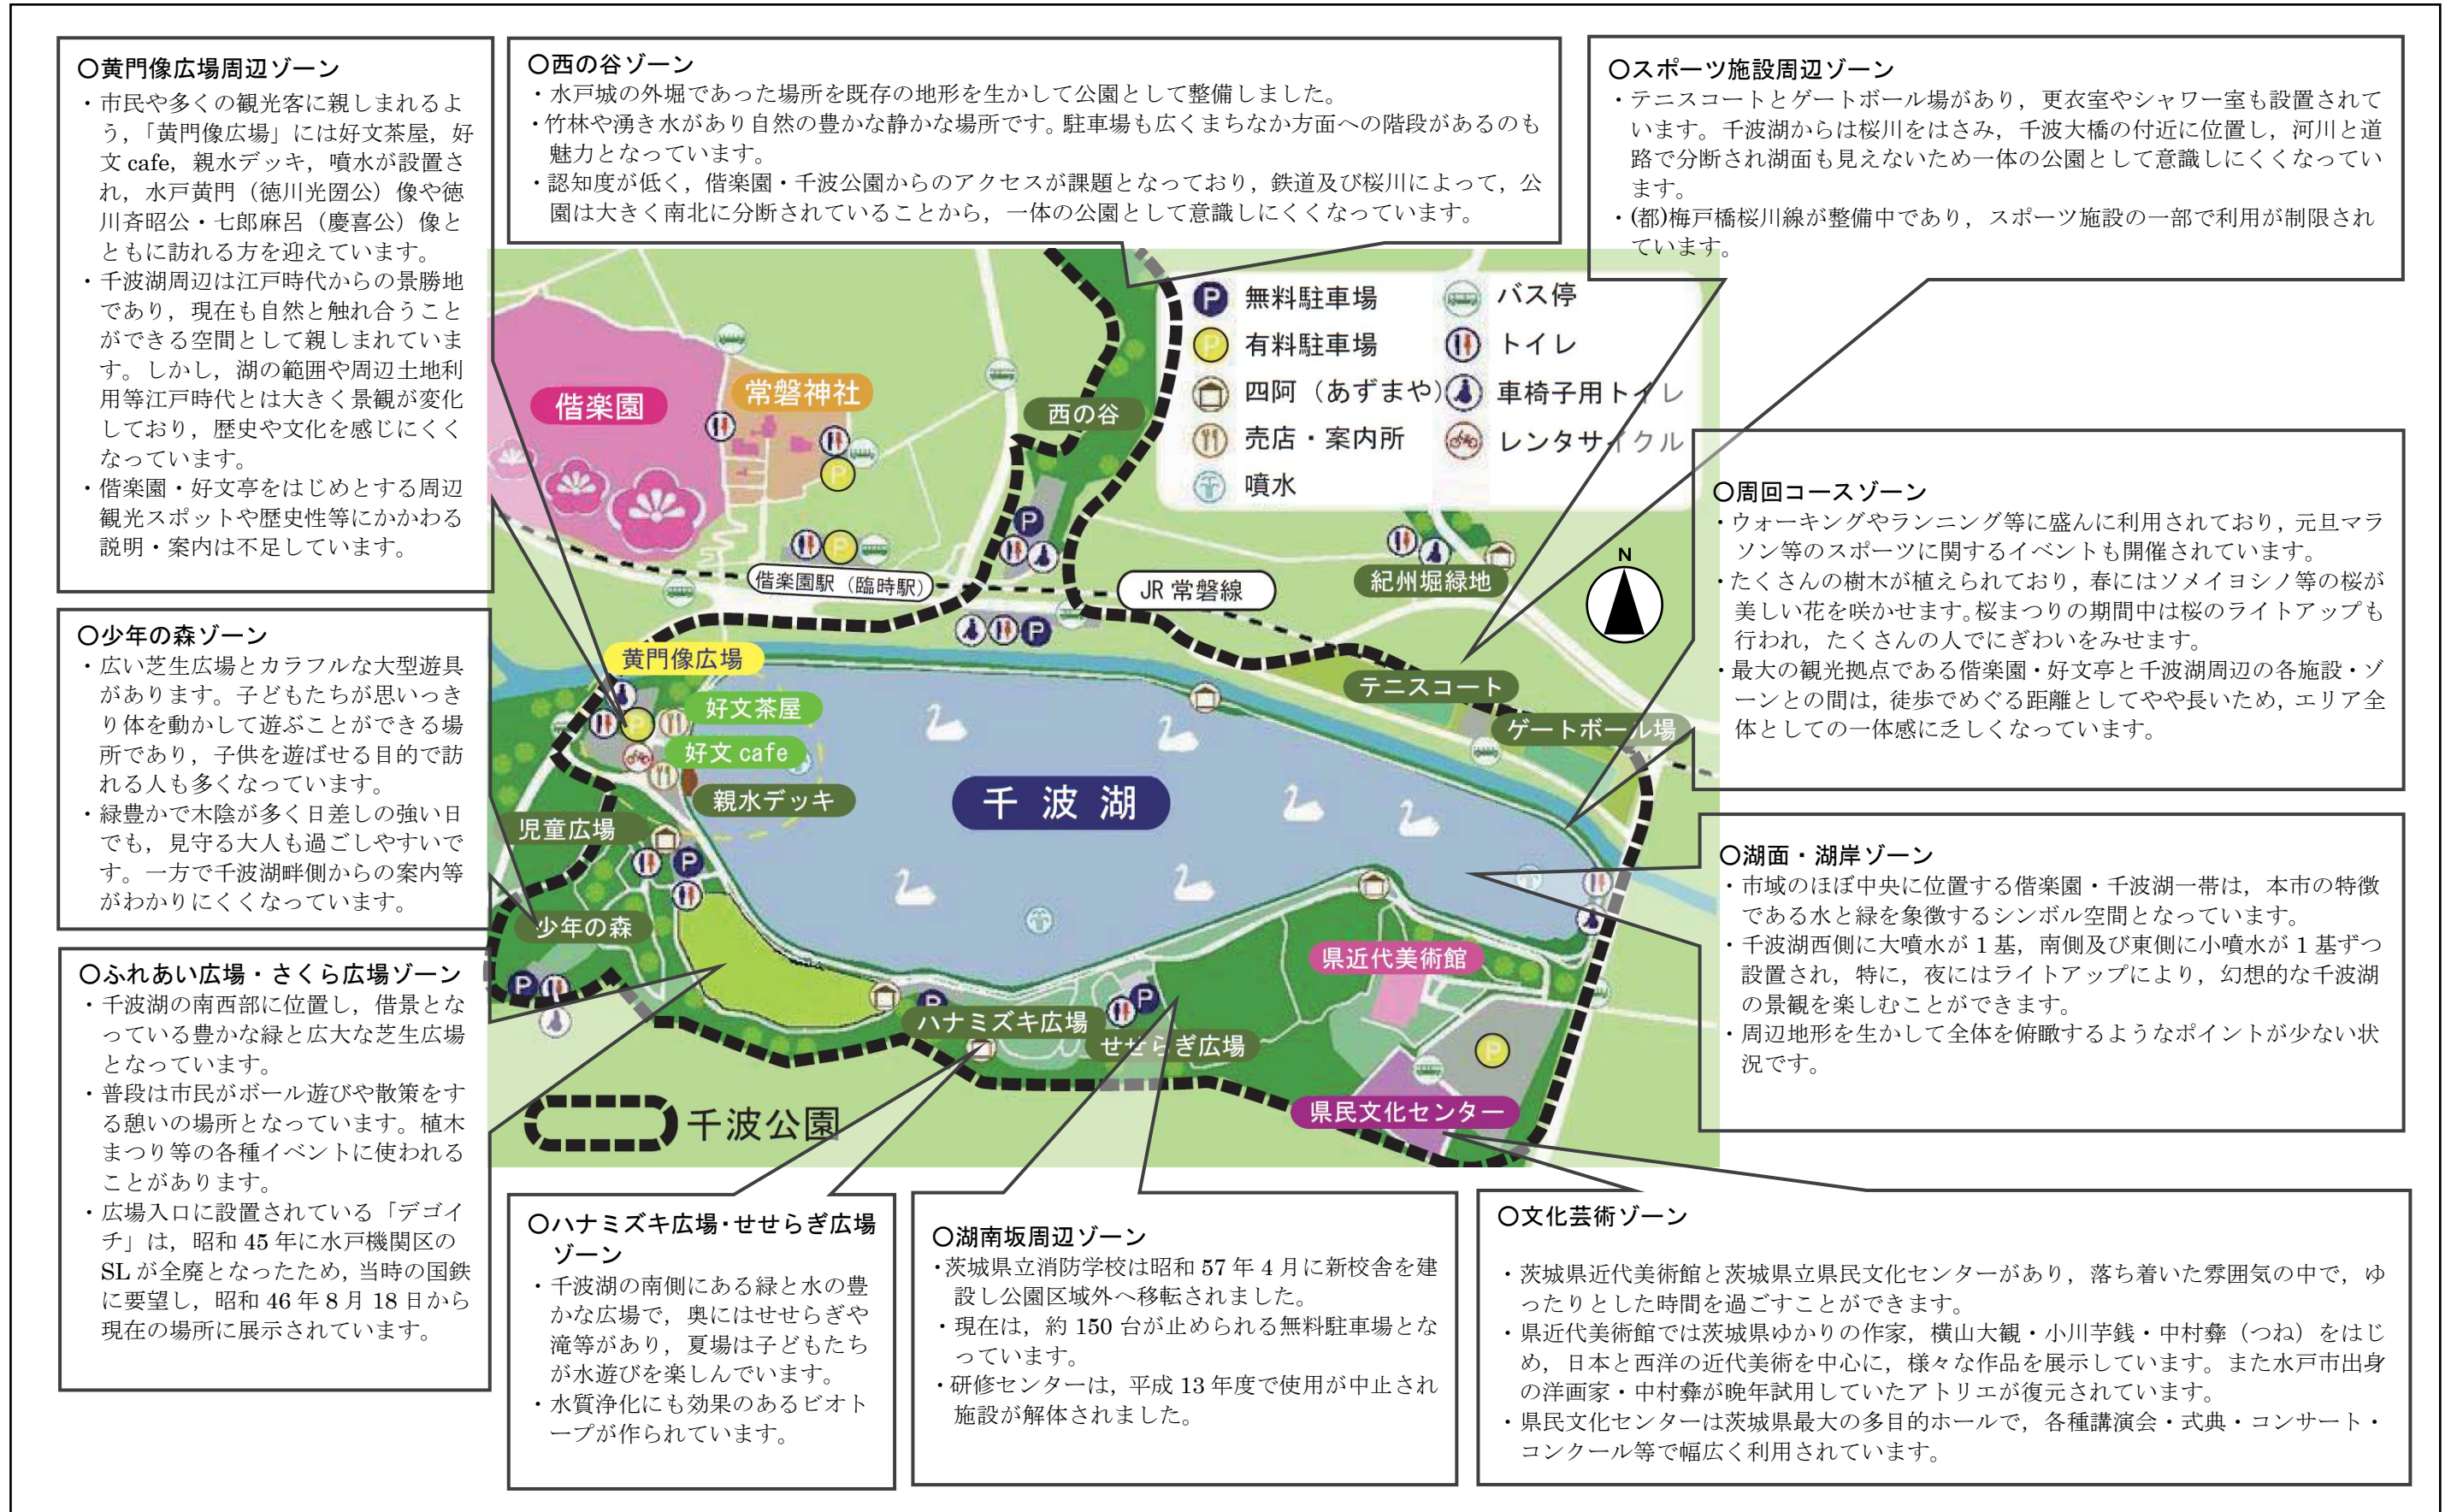 〇黄門像広場周辺ゾーン
・市民や多くの観光客に親しまれるよ
う,「黄門像広場」には好文茶屋,好
文 cafe,親水デッキ,噴水が設置さ
れ,水戸黄門（徳川光圀公）像や徳
川斉昭公・七郎麻呂（慶喜公）像と
ともに訪れる方を迎えています。
・千波湖周辺は江戸時代からの景勝地
であり,現在も自然と触れ合うこと
ができる空間として親しまれていま
す。しかし,湖の範囲や周辺土地利
用等江戸時代とは大きく景観が変化
しており,歴史や文化を感じにくく
なっています。
・偕楽園・好文亭をはじめとする周辺
観光スポットや歴史性等にかかわる
説明・案内は不足しています。
〇西の谷ゾーン
・水戸城の外堀であった場所を既存の地形を生かして公園として整備しました。
・竹林や湧き水があり自然の豊かな静かな場所です。駐車場も広くまちなか方面への階段があるのも
魅力となっています。
・認知度が低く,偕楽園・千波公園からのアクセスが課題となっており,鉄道及び桜川によって,公
園は大きく南北に分断されていることから,一体の公園として意識しにくくなっています。
〇スポーツ施設周辺ゾーン
・テニスコートとゲートボール場があり,更衣室やシャワー室も設置されて
います。千波湖からは桜川をはさみ,千波大橋の付近に位置し,河川と道
路で分断され湖面も見えないため一体の公園として意識しにくくなってい
ます。
・(都)梅戸橋桜川線が整備中であり,スポーツ施設の一部で利用が制限され
ています。
〇少年の森ゾーン
・広い芝生広場とカラフルな大型遊具
があります。子どもたちが思いっき
り体を動かして遊ぶことができる場
所であり,子供を遊ばせる目的で訪
れる人も多くなっています。
・緑豊かで木陰が多く日差しの強い日
でも,見守る大人も過ごしやすいで
す。一方で千波湖畔側からの案内等
がわかりにくくなっています。
〇ふれあい広場・さくら広場ゾーン
・千波湖の南西部に位置し,借景とな
っている豊かな緑と広大な芝生広場
となっています。
・普段は市民がボール遊びや散策をす
る憩いの場所となっています。植木
まつり等の各種イベントに使われる
ことがあります。
・広場入口に設置されている「デゴイ
チ」は,昭和 45 年に水戸機関区の
SL が全廃となったため,当時の国鉄
に要望し,昭和 46 年 8 月 18 日から
現在の場所に展示されています。
無料駐車場
有料駐車場
四阿（あずまや）
売店・案内所
噴水
バス停
トイレ
車椅子用トイレ
レンタサイクル
偕楽園
常磐神社
西の谷
偕楽園駅（臨時駅）
JR 常磐線
紀州堀緑地
N
黄門像広場
好文茶屋
好文 cafe
親水デッキ
テニスコート
ゲートボール場
千波湖
児童広場
少年の森
県近代美術館
ハナミズキ広場
せせらぎ広場
県民文化センター
千波公園
〇周回コースゾーン
・ウォーキングやランニング等に盛んに利用されており,元旦マラ
ソン等のスポーツに関するイベントも開催されています。
・たくさんの樹木が植えられており,春にはソメイヨシノ等の桜が
美しい花を咲かせます。桜まつりの期間中は桜のライトアップも
行われ,たくさんの人でにぎわいをみせます。
・最大の観光拠点である偕楽園・好文亭と千波湖周辺の各施設・ゾ
ーンとの間は,徒歩でめぐる距離としてやや長いため,エリア全
体としての一体感に乏しくなっています。
〇湖面・湖岸ゾーン
・市域のほぼ中央に位置する偕楽園・千波湖一帯は,本市の特徴
である水と緑を象徴するシンボル空間となっています。
・千波湖西側に大噴水が 1 基,南側及び東側に小噴水が 1 基ずつ
設置され,特に,夜にはライトアップにより,幻想的な千波湖
の景観を楽しむことができます。
・周辺地形を生かして全体を俯瞰するようなポイントが少ない状
況です。
〇ハナミズキ広場・せせらぎ広場
ゾーン
・千波湖の南側にある緑と水の豊
かな広場で,奥にはせせらぎや
滝等があり,夏場は子どもたち
が水遊びを楽しんでいます。
・水質浄化にも効果のあるビオト
ープが作られています。
〇湖南坂周辺ゾーン
・茨城県立消防学校は昭和 57 年 4 月に新校舎を建
設し公園区域外へ移転されました。
・現在は,約 150 台が止められる無料駐車場とな
っています。
・研修センターは,平成 13 年度で使用が中止され
施設が解体されました。
〇文化芸術ゾーン
・茨城県近代美術館と茨城県立県民文化センターがあり,落ち着いた雰囲気の中で,ゆ
ったりとした時間を過ごすことができます。
・県近代美術館では茨城県ゆかりの作家,横山大観・小川芋銭・中村彝（つね）をはじ
め,日本と西洋の近代美術を中心に,様々な作品を展示しています。また水戸市出身
の洋画家・中村彝が晩年試用していたアトリエが復元されています。
・県民文化センターは茨城県最大の多目的ホールで,各種講演会・式典・コンサート・
コンクール等で幅広く利用されています。